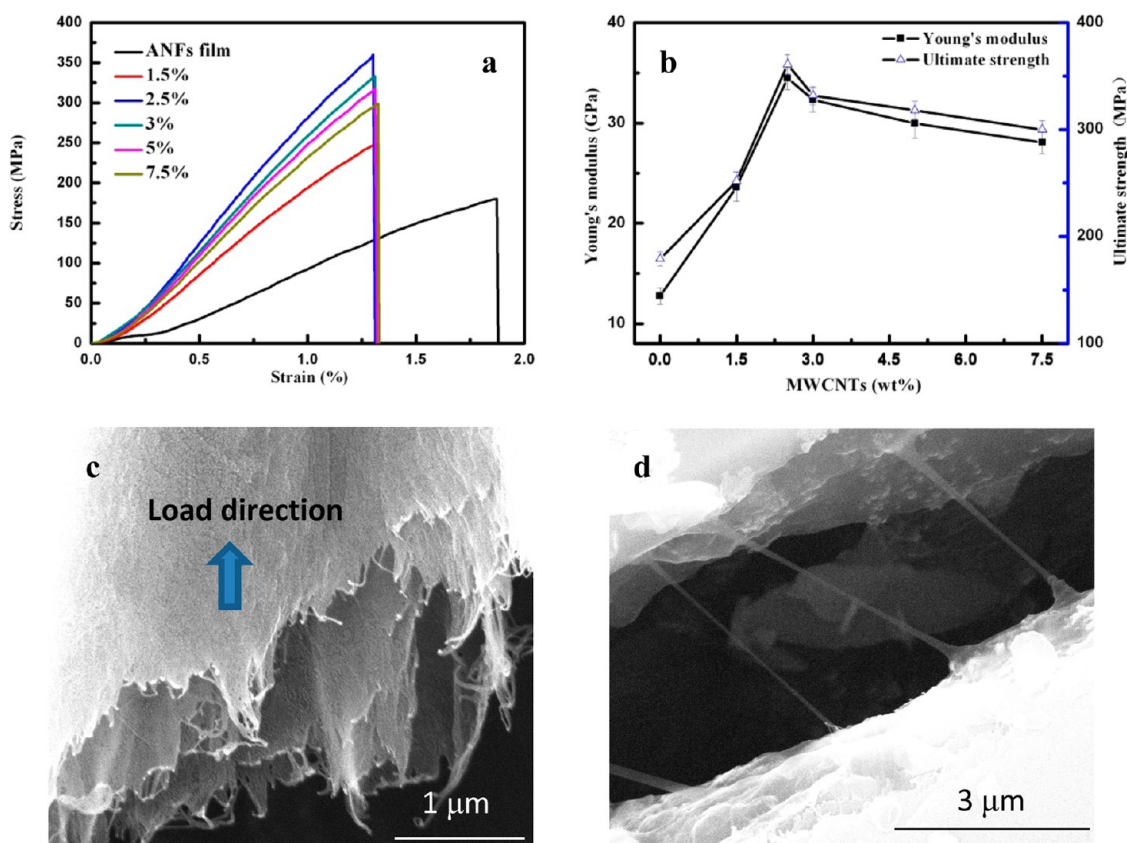 a
Stress (MPa)
400
350
300
250
200
150
100
50
0
ANFs film
1.5%
2.5%
3%
5%
7.5%
0.0 0.5 1.0 1.5 2.0
Strain (%)
b
Young's modulus (GPa)
40
30
20
10
Young's modulus
Ultimate strength
400
300
200
100
Ultimate strength (MPa)
0.0 1.5 3.0 4.5 6.0 7.5
MWCNTs (wt%)
c
Load direction
1 μm
d
3 μm